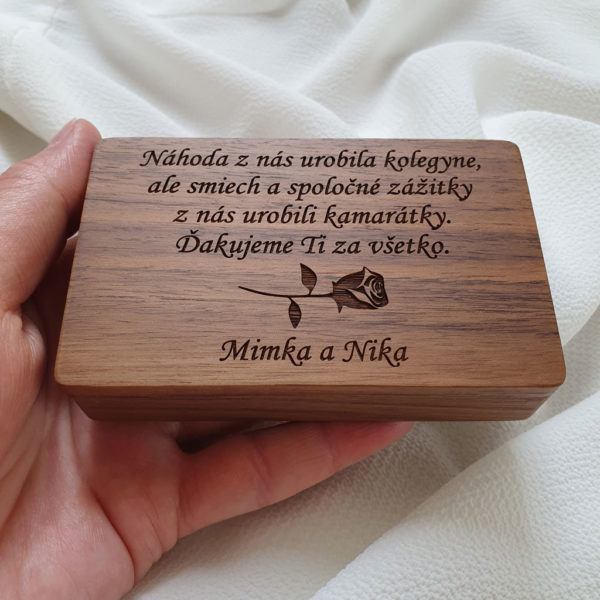 Náhoda z nás urobila kolegyne,
ale smiech a spoločné zážitky
z nás urobili kamarátky.
Ďakujeme Ti za všetko.
Mimka a Nika